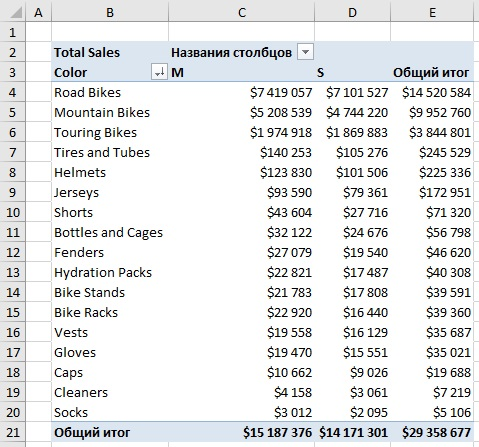 A B C D E
1
2 Total Sales Названия столбцов
3 Color M S Общий итог
4 Road Bikes $7 419 057 $7 101 527 $14 520 584
5 Mountain Bikes $5 208 539 $4 744 220 $9 952 760
6 Touring Bikes $1 974 918 $1 869 883 $3 844 801
7 Tires and Tubes $140 253 $105 276 $245 529
8 Helmets $123 830 $101 506 $225 336
9 Jerseys $93 590 $79 361 $172 951
10 Shorts $43 604 $27 716 $71 320
11 Bottles and Cages $32 122 $24 676 $56 798
12 Fenders $27 079 $19 540 $46 620
13 Hydration Packs $22 821 $17 487 $40 308
14 Bike Stands $21 783 $17 808 $39 591
15 Bike Racks $22 920 $16 440 $39 360
16 Vests $19 558 $16 129 $35 687
17 Gloves $19 470 $15 551 $35 021
18 Caps $10 662 $9 026 $19 688
19 Cleaners $4 158 $3 061 $7 219
20 Socks $3 012 $2 095 $5 106
21 Общий итог $15 187 376 $14 171 301 $29 358 677